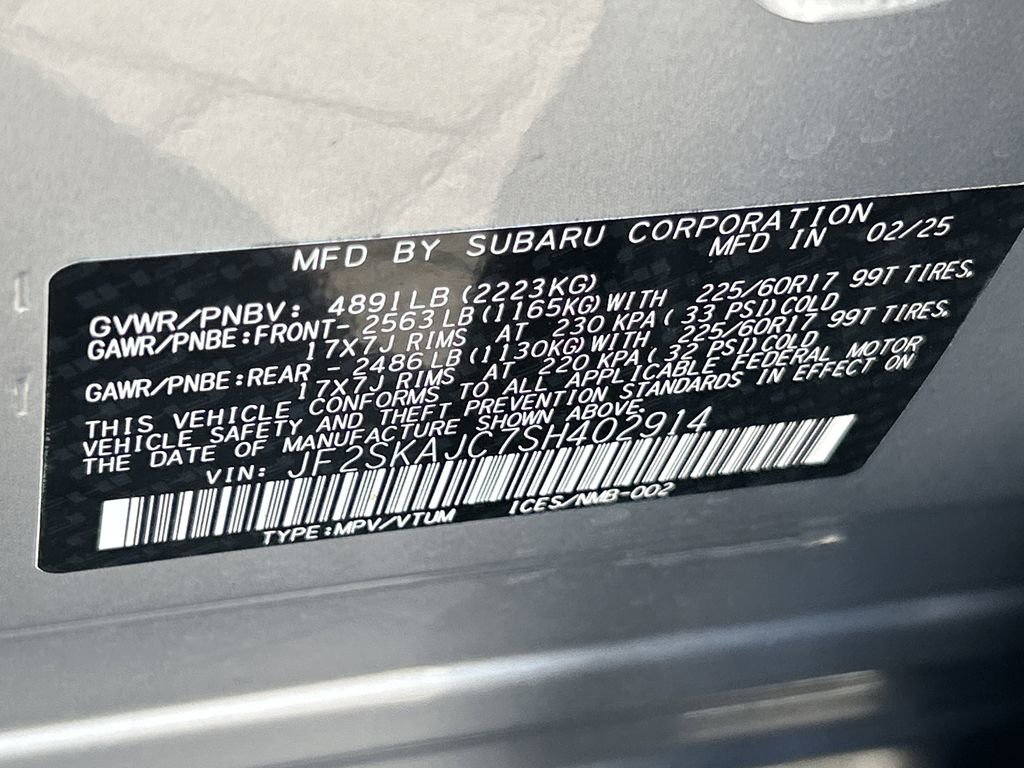 MFD BY SUBARU CORPORATION
MFD IN 02/25
GVWR/PNBV: 4891LB(2223KG)
GAWR/PNBE:FRONT- 2563LB(1165KG)WITH 225/60R17 99T TIRES,
17X7J RIMS AT 230 KPA( 33 PSI)COLD
GAWR/PNBE:REAR - 2486LB(1130KG)WITH 225/60R17 99T TIRES,
17X7J RIMS AT 220 KPA( 32 PSI)COLD
THIS VEHICLE CONFORMS TO ALL APPLICABLE FEDERAL MOTOR
VEHICLE SAFETY AND THEFT PREVENTION STANDARDS IN EFFECT ON
THE DATE OF MANUFACTURE SHOWN ABOVE.
VIN: JF2SKAJC7SH402914
TYPE:MPV/VTUM ICES/NMB-002